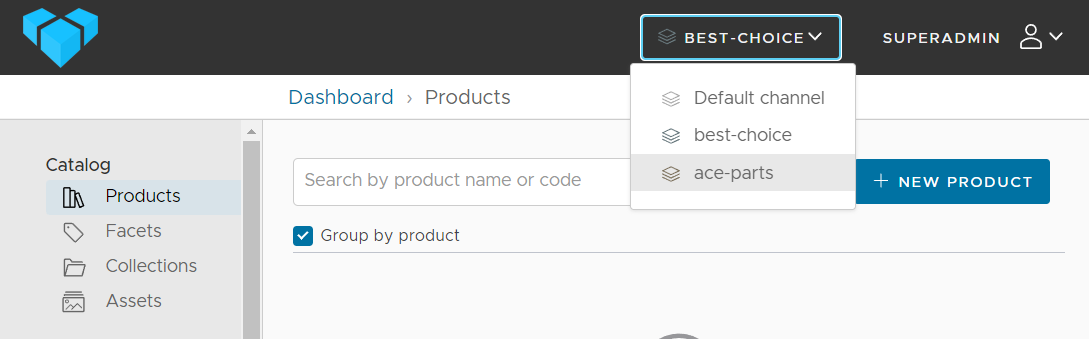 BEST-CHOICE
SUPERADMIN
Dashboard › Products
Default channel
best-choice
ace-parts
Catalog
Products
Facets
Collections
Assets
Search by product name or code
+ NEW PRODUCT
Group by product